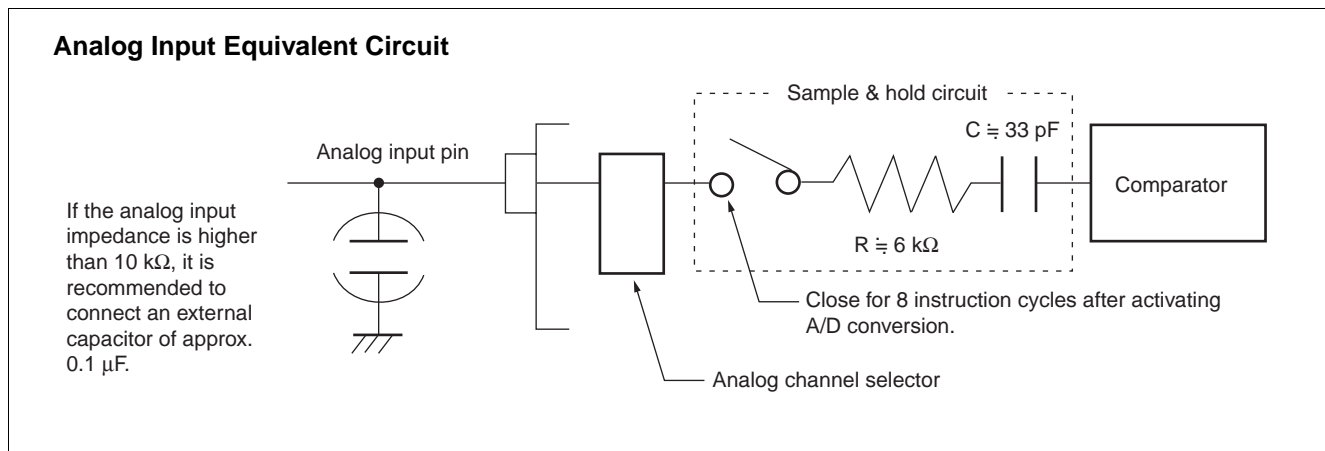 Analog Input Equivalent Circuit
Sample & hold circuit
C ≒ 33 pF
Analog input pin
Comparator
If the analog input
impedance is higher
than 10 kΩ, it is
recommended to
connect an external
capacitor of approx.
0.1 μF.
R ≒ 6 kΩ
Close for 8 instruction cycles after activating
A/D conversion.
Analog channel selector